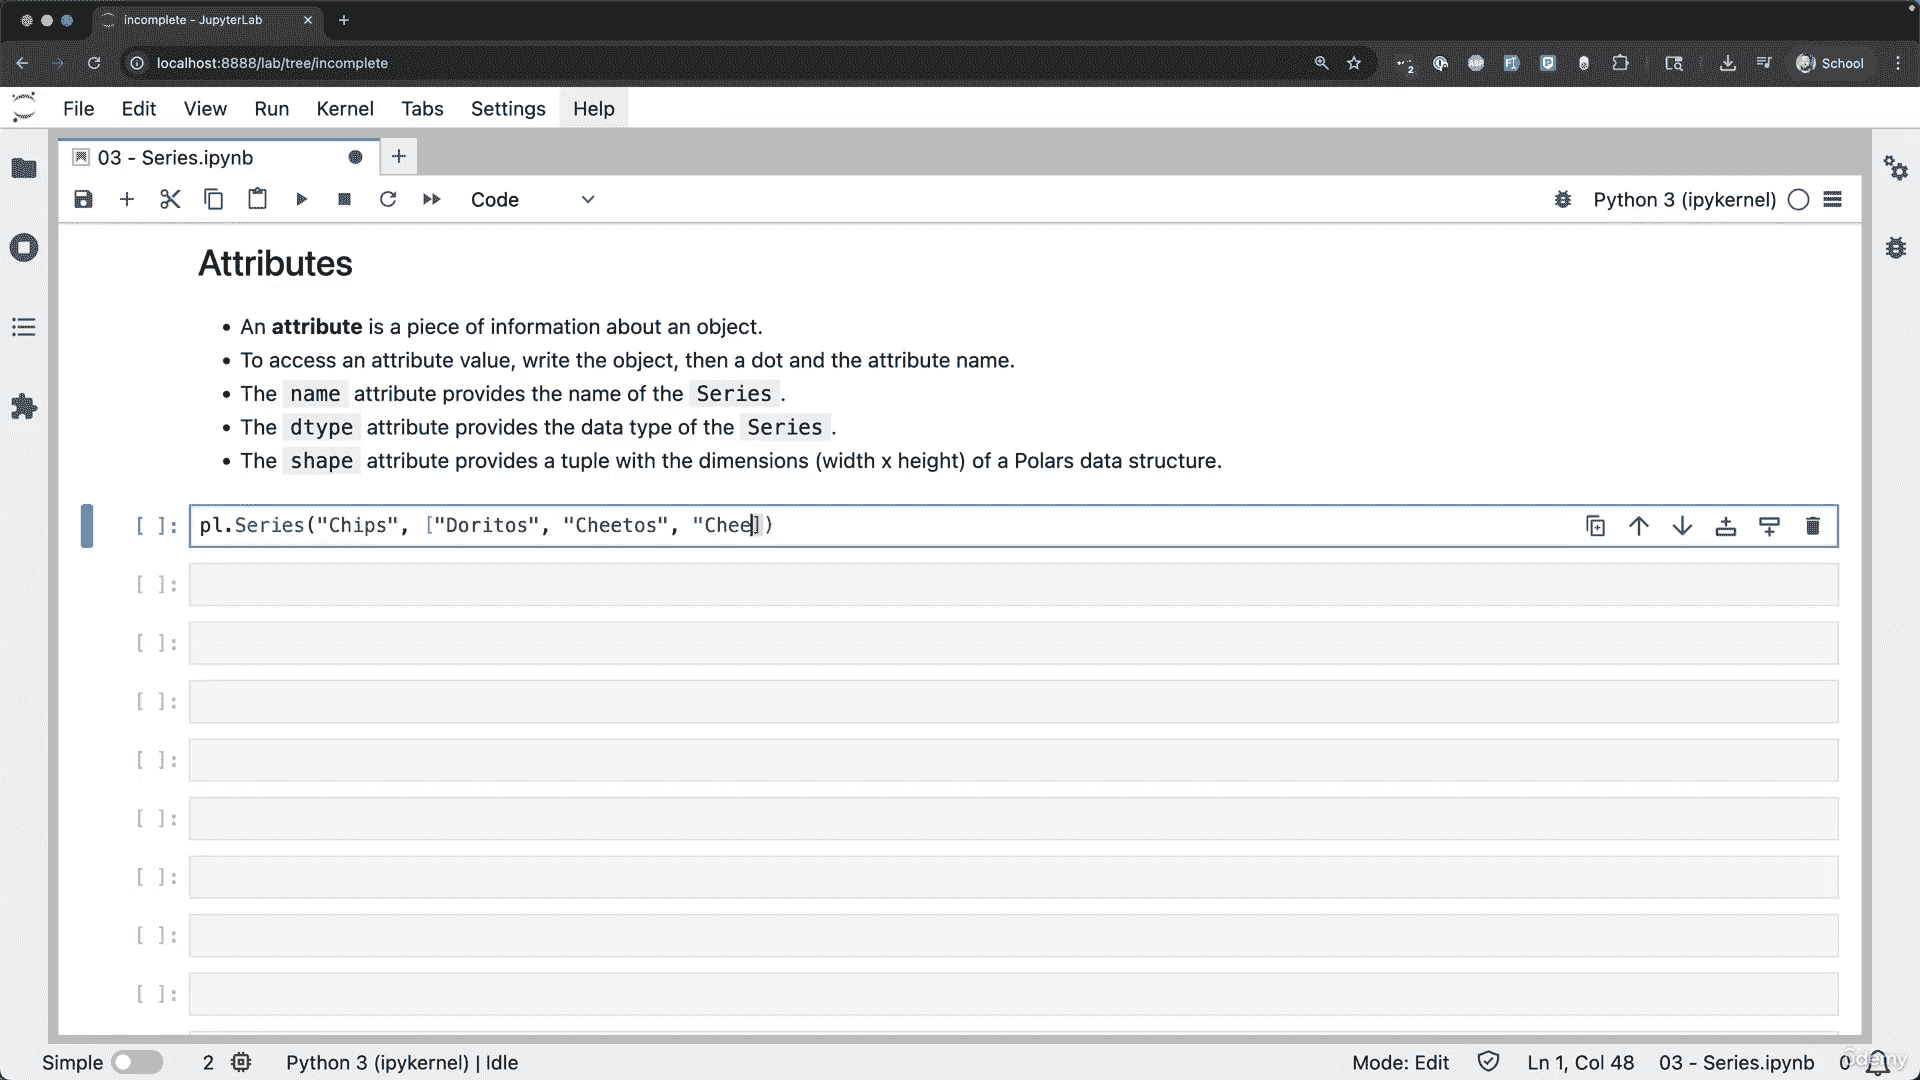 incomplete - JupyterLab
localhost:8888/lab/tree/incomplete
2
ABP
School
File Edit View Run Kernel Tabs Settings Help
03 - Series.ipynb
Code
Python 3 (ipykernel)
Attributes
• An attribute is a piece of information about an object.
• To access an attribute value, write the object, then a dot and the attribute name.
• The name attribute provides the name of the Series .
• The dtype attribute provides the data type of the Series .
• The shape attribute provides a tuple with the dimensions (width x height) of a Polars data structure.
[ ]: pl.Series("Chips", ["Doritos", "Cheetos", "Chee])
[ ]:
[ ]:
[ ]:
[ ]:
[ ]:
[ ]:
[ ]:
[ ]:
Simple 2 Python 3 (ipykernel) | Idle Mode: Edit Ln 1, Col 48 03 - Series.ipynb 0
Udemy